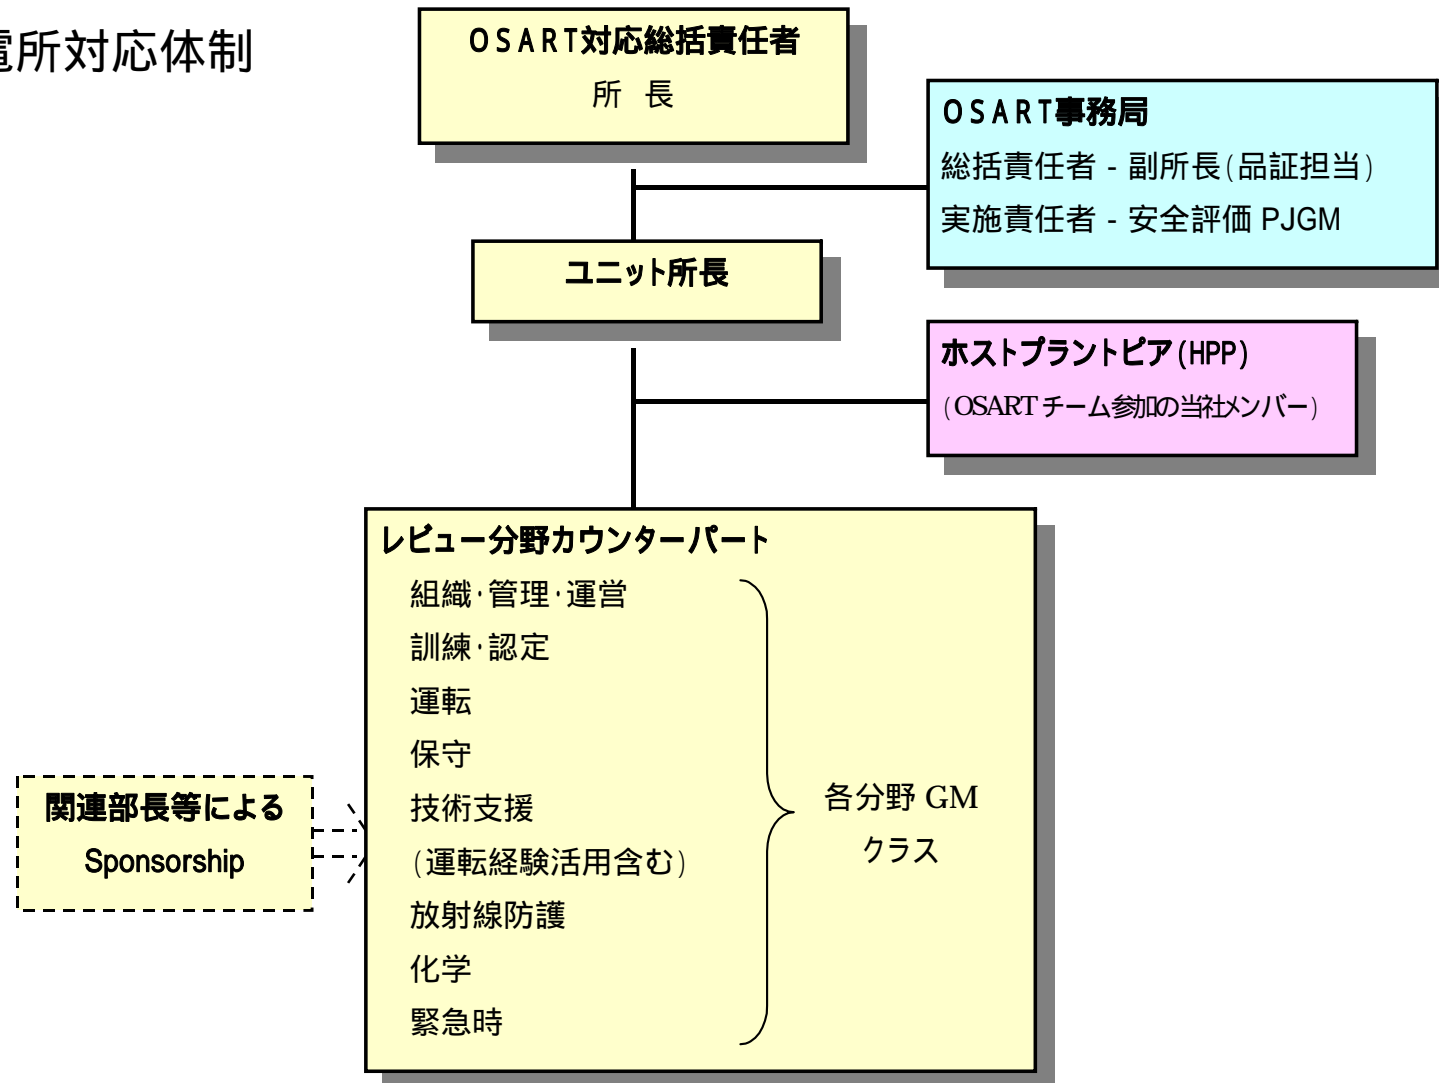 電所対応体制
OSART対応総括責任者
所 長
OSART事務局
総括責任者 - 副所長(品証担当)
実施責任者 - 安全評価 PJGM
ユニット所長
ホストプラントピア(HPP)
(OSARTチーム参加の当社メンバー)
レビュー分野カウンターパート
組織・管理・運営
訓練・認定
運転
保守
技術支援
(運転経験活用含む)
放射線防護
化学
緊急時
各分野 GM
クラス
関連部長等による
Sponsorship